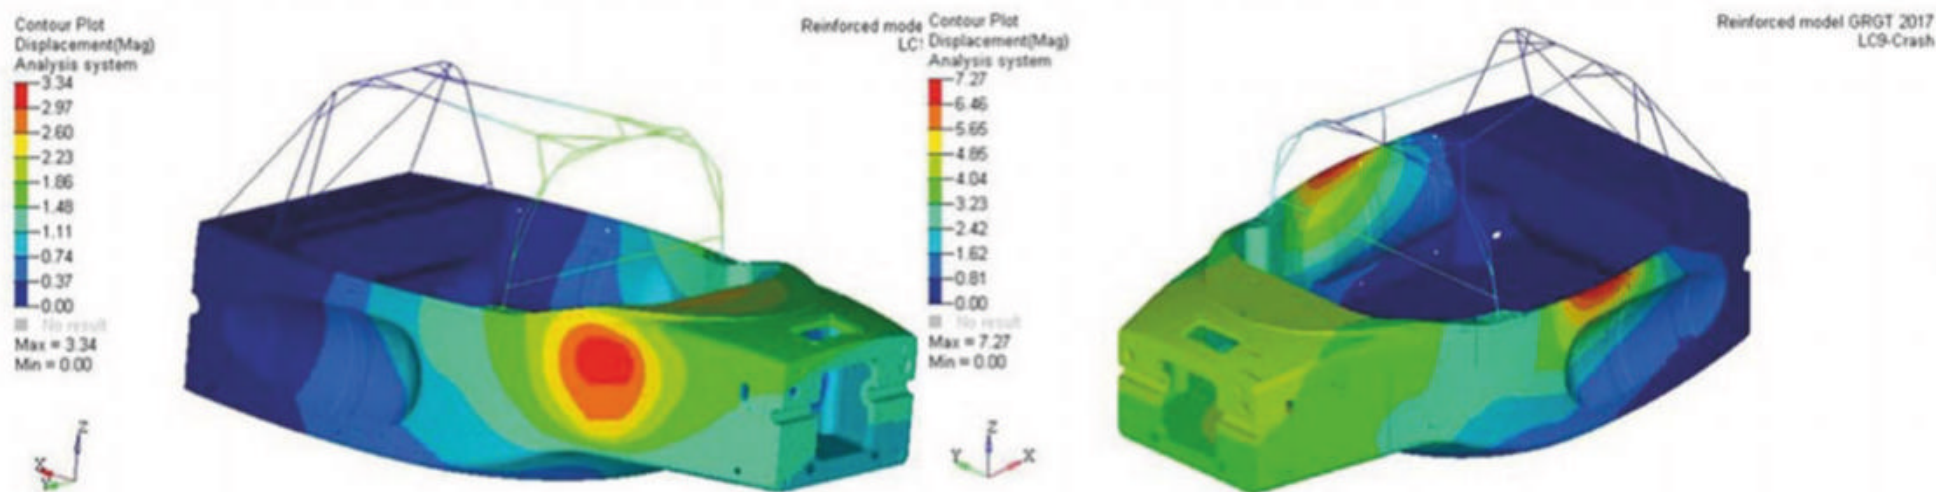 Contour Plot
Displacement(Mag)
Analysis system
3.34
2.97
2.60
2.23
1.86
1.48
1.11
0.74
0.37
0.00
No result
Max = 3.34
Min = 0.00
Z
X
Y
Reinforced mode
LC
Contour Plot
Displacement(Mag)
Analysis system
7.27
6.46
5.65
4.85
4.04
3.23
2.42
1.62
0.81
0.00
No result
Max = 7.27
Min = 0.00
Z
Y
X
Reinforced model GRGT 2017
LC9-Crash